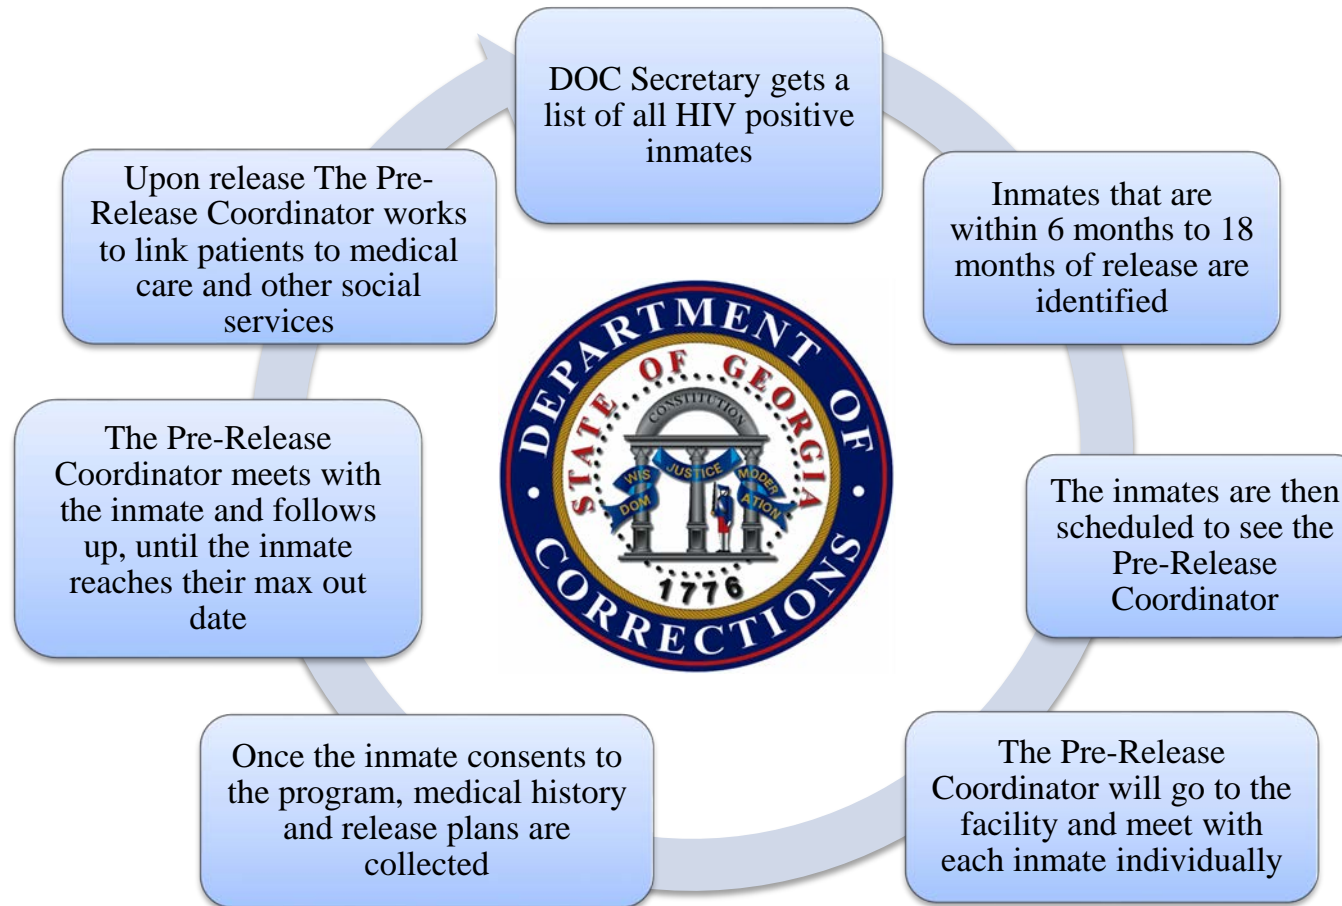 DOC Secretary gets a
list of all HIV positive
inmates
Inmates that are
within 6 months to 18
months of release are
identified
The inmates are then
scheduled to see the
Pre-Release
Coordinator
The Pre-Release
Coordinator will go to the
facility and meet with
each inmate individually
Once the inmate consents to
the program, medical history
and release plans are
collected
The Pre-Release
Coordinator meets with
the inmate and follows
up, until the inmate
reaches their max out
date
Upon release The Pre-
Release Coordinator works
to link patients to medical
care and other social
services
DEPARTMENT OF
CORRECTIONS
STATE OF GEORGIA
CONSTITUTION
WIS
DOM
JUSTICE
MODER
ATION
1776